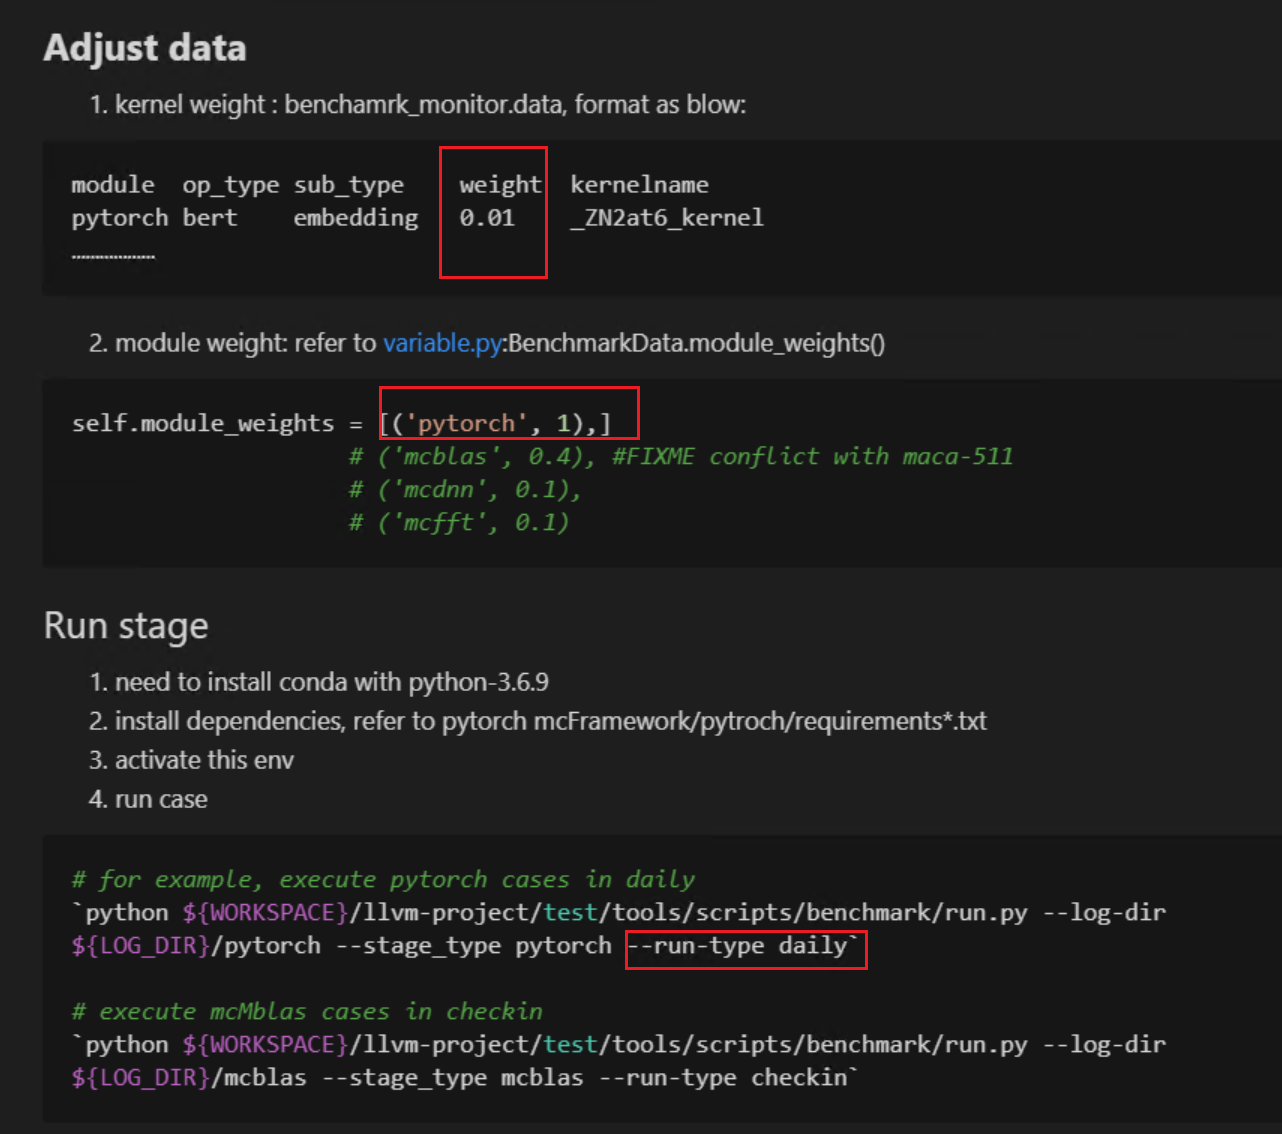 Adjust data
1. kernel weight : benchamrk_monitor.data, format as blow:
module op_type sub_type weight kernelname
pytorch bert embedding 0.01 _ZN2at6_kernel
..................
2. module weight: refer to variable.py:BenchmarkData.module_weights()
self.module_weights = [('pytorch', 1),]
# ('mcblas', 0.4), #FIXME conflict with maca-511
# ('mcdnn', 0.1),
# ('mcfft', 0.1)
Run stage
1. need to install conda with python-3.6.9
2. install dependencies, refer to pytorch mcFramework/pytroch/requirements*.txt
3. activate this env
4. run case
# for example, execute pytorch cases in daily
`python ${WORKSPACE}/llvm-project/test/tools/scripts/benchmark/run.py --log-dir
${LOG_DIR}/pytorch --stage_type pytorch --run-type daily`
# execute mcMblas cases in checkin
`python ${WORKSPACE}/llvm-project/test/tools/scripts/benchmark/run.py --log-dir
${LOG_DIR}/mcblas --stage_type mcblas --run-type checkin`